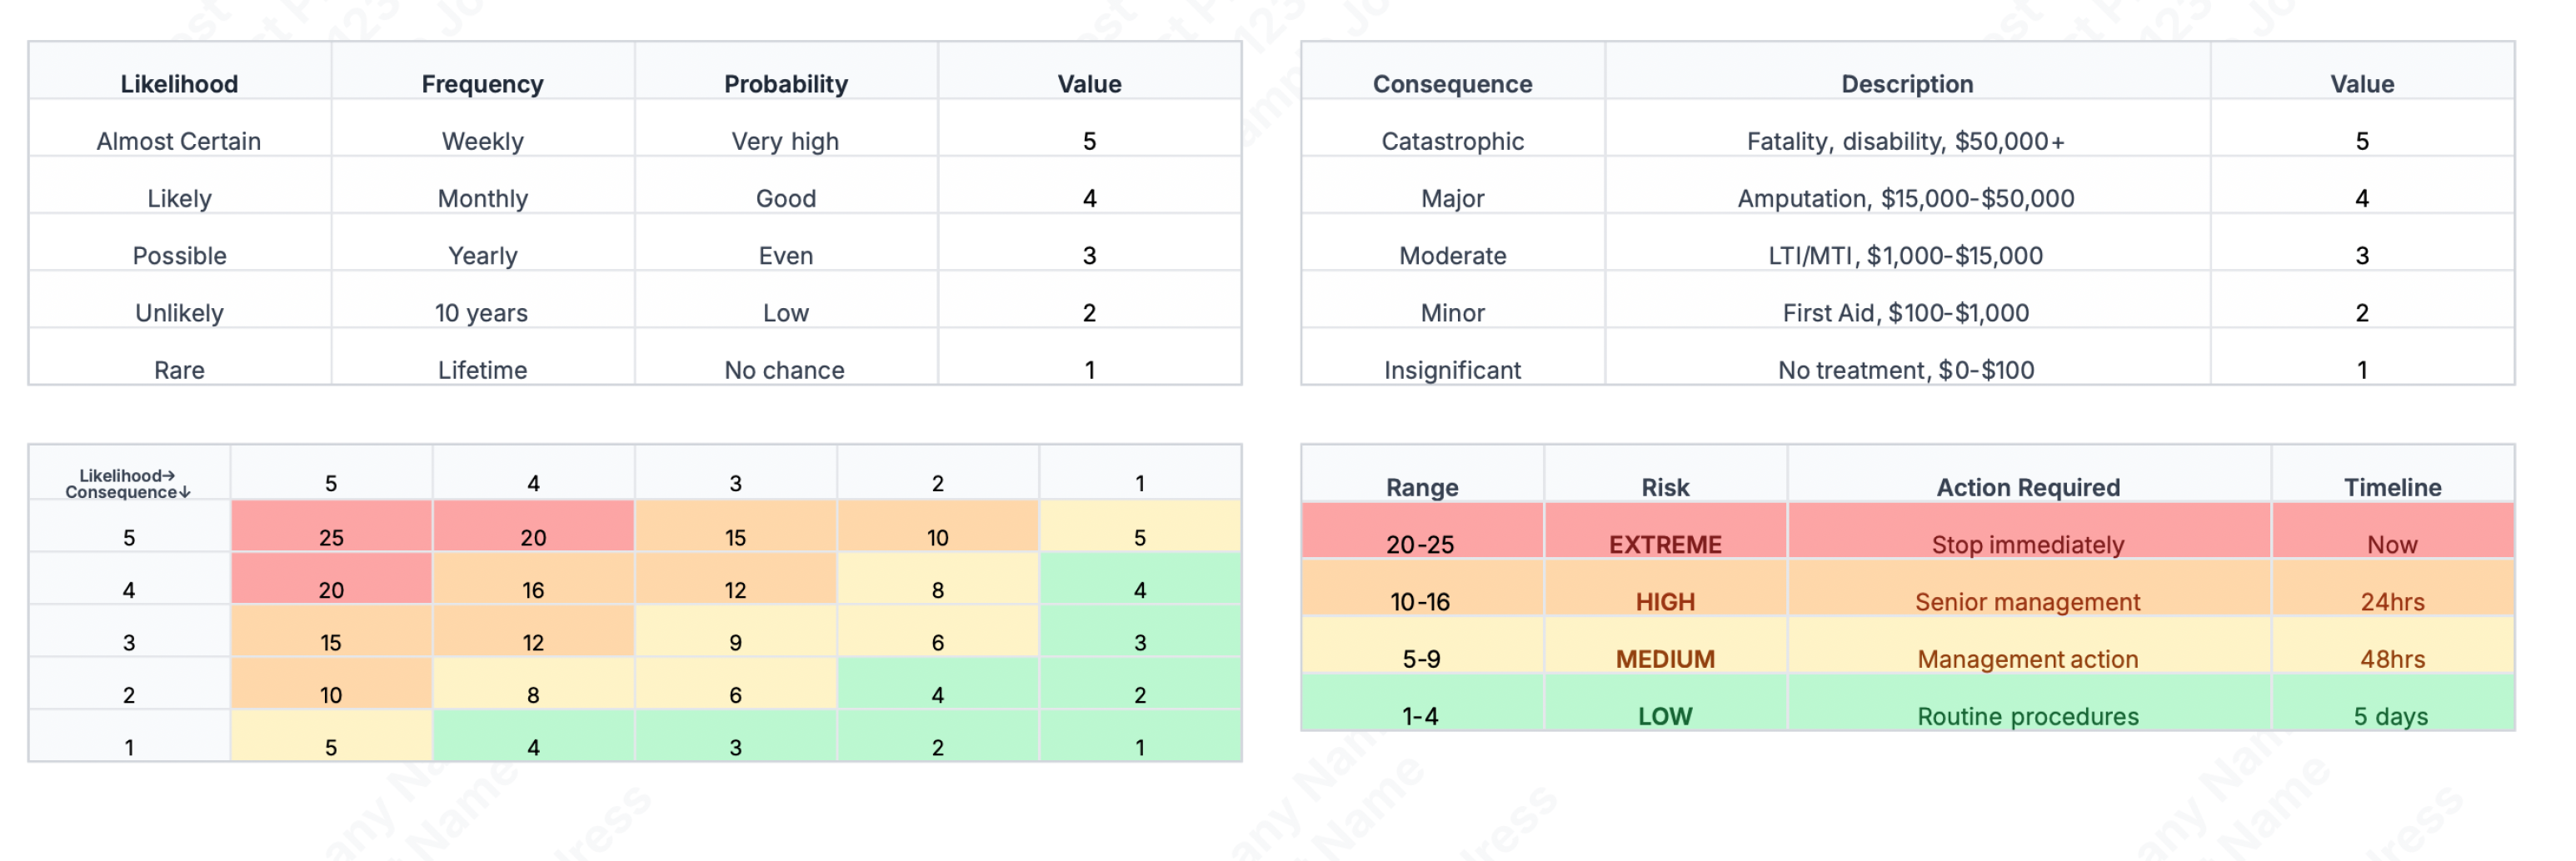 Likelihood Frequency Probability Value
Almost Certain Weekly Very high 5
Likely Monthly Good 4
Possible Yearly Even 3
Unlikely 10 years Low 2
Rare Lifetime No chance 1
Consequence Description Value
Catastrophic Fatality, disability, $50,000+ 5
Major Amputation, $15,000-$50,000 4
Moderate LTI/MTI, $1,000-$15,000 3
Minor First Aid, $100-$1,000 2
Insignificant No treatment, $0-$100 1
Likelihood→
Consequence↓ 5 4 3 2 1
5 25 20 15 10 5
4 20 16 12 8 4
3 15 12 9 6 3
2 10 8 6 4 2
1 5 4 3 2 1
Range Risk Action Required Timeline
20-25 EXTREME Stop immediately Now
10-16 HIGH Senior management 24hrs
5-9 MEDIUM Management action 48hrs
1-4 LOW Routine procedures 5 days